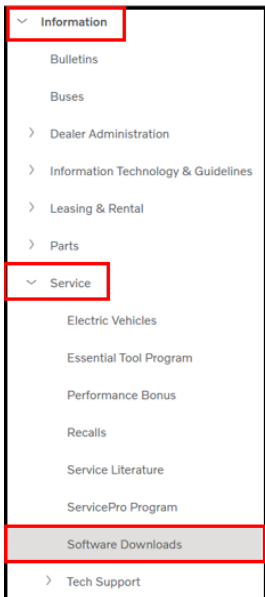 Information
Bulletins
Buses
Dealer Administration
Information Technology & Guidelines
Leasing & Rental
Parts
Service
Electric Vehicles
Essential Tool Program
Performance Bonus
Recalls
Service Literature
ServicePro Program
Software Downloads
Tech Support